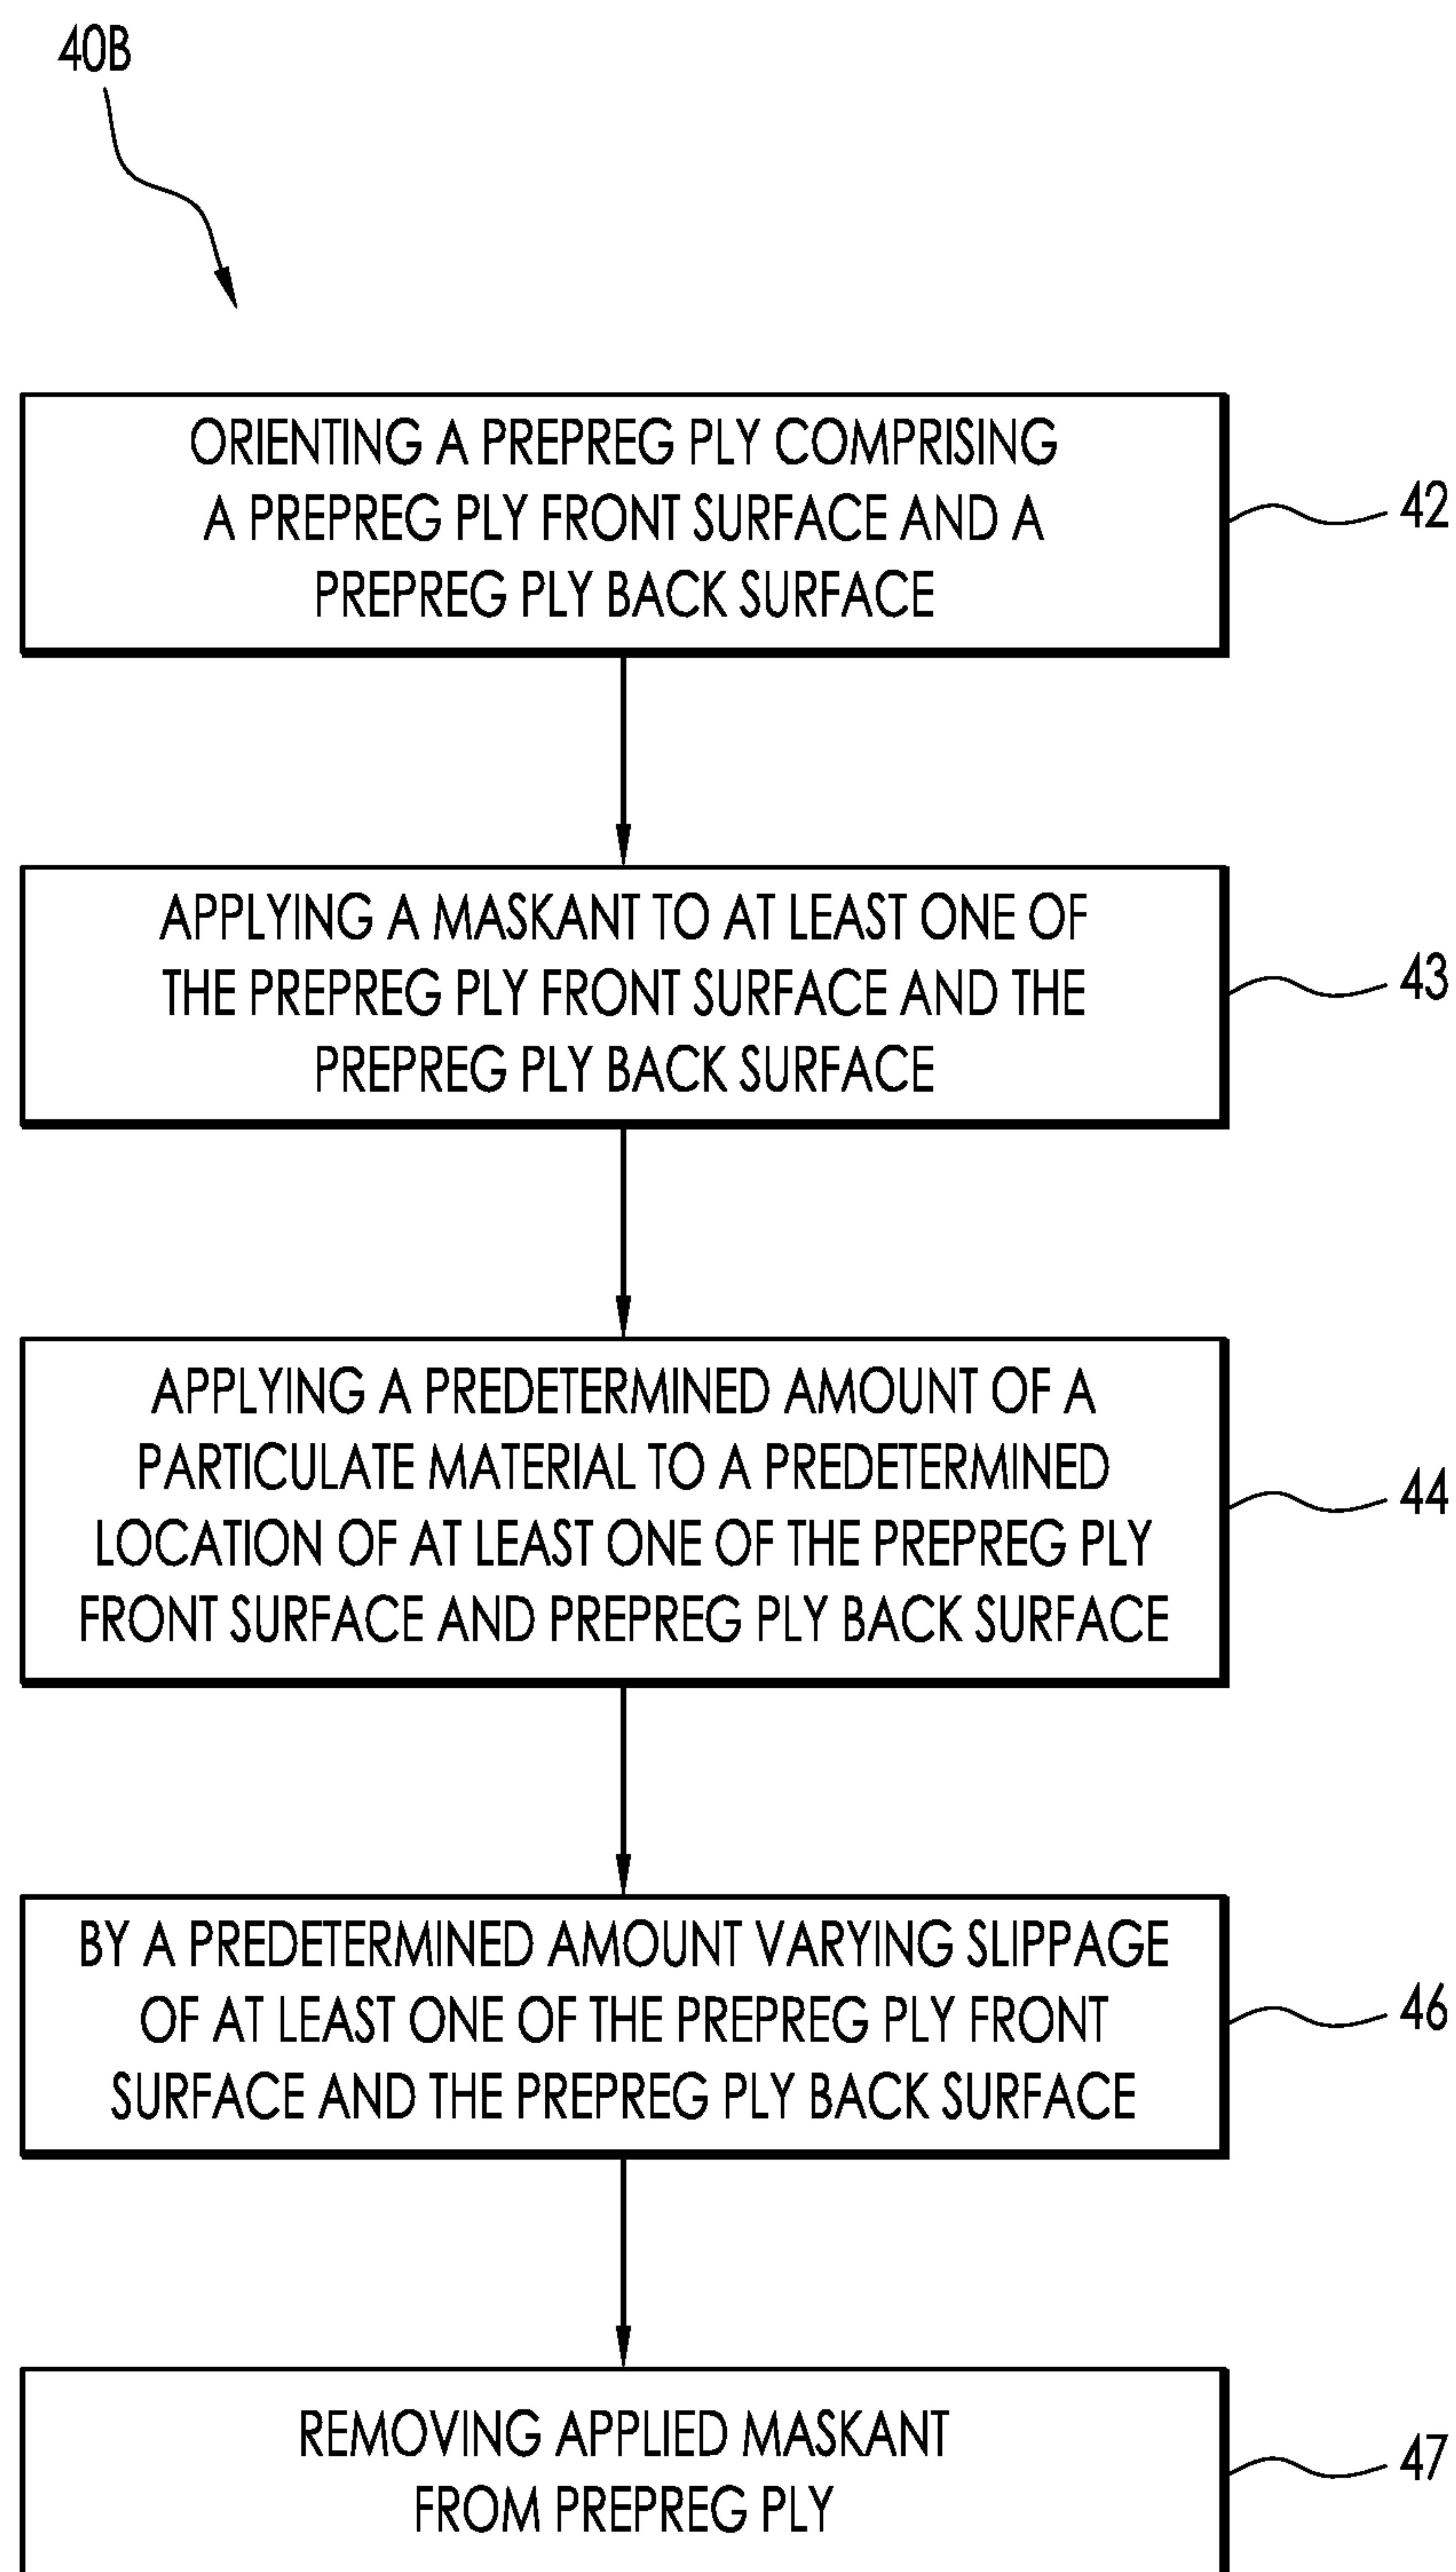 40B
ORIENTING A PREPREG PLY COMPRISING
A PREPREG PLY FRONT SURFACE AND A
PREPREG PLY BACK SURFACE
42
APPLYING A MASKANT TO AT LEAST ONE OF
THE PREPREG PLY FRONT SURFACE AND THE
PREPREG PLY BACK SURFACE
43
APPLYING A PREDETERMINED AMOUNT OF A
PARTICULATE MATERIAL TO A PREDETERMINED
LOCATION OF AT LEAST ONE OF THE PREPREG PLY
FRONT SURFACE AND PREPREG PLY BACK SURFACE
44
BY A PREDETERMINED AMOUNT VARYING SLIPPAGE
OF AT LEAST ONE OF THE PREPREG PLY FRONT
SURFACE AND THE PREPREG PLY BACK SURFACE
46
REMOVING APPLIED MASKANT
FROM PREPREG PLY
47